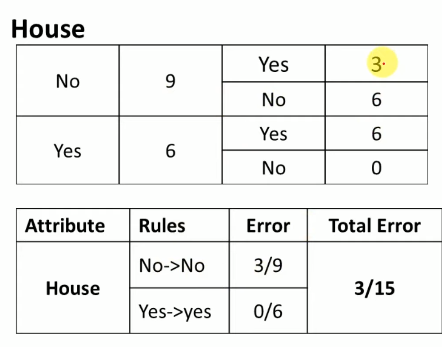 House
No 9 Yes 3
No 6
Yes 6 Yes 6
No 0
Attribute Rules Error Total Error
House No->No 3/9 3/15
Yes->yes 0/6